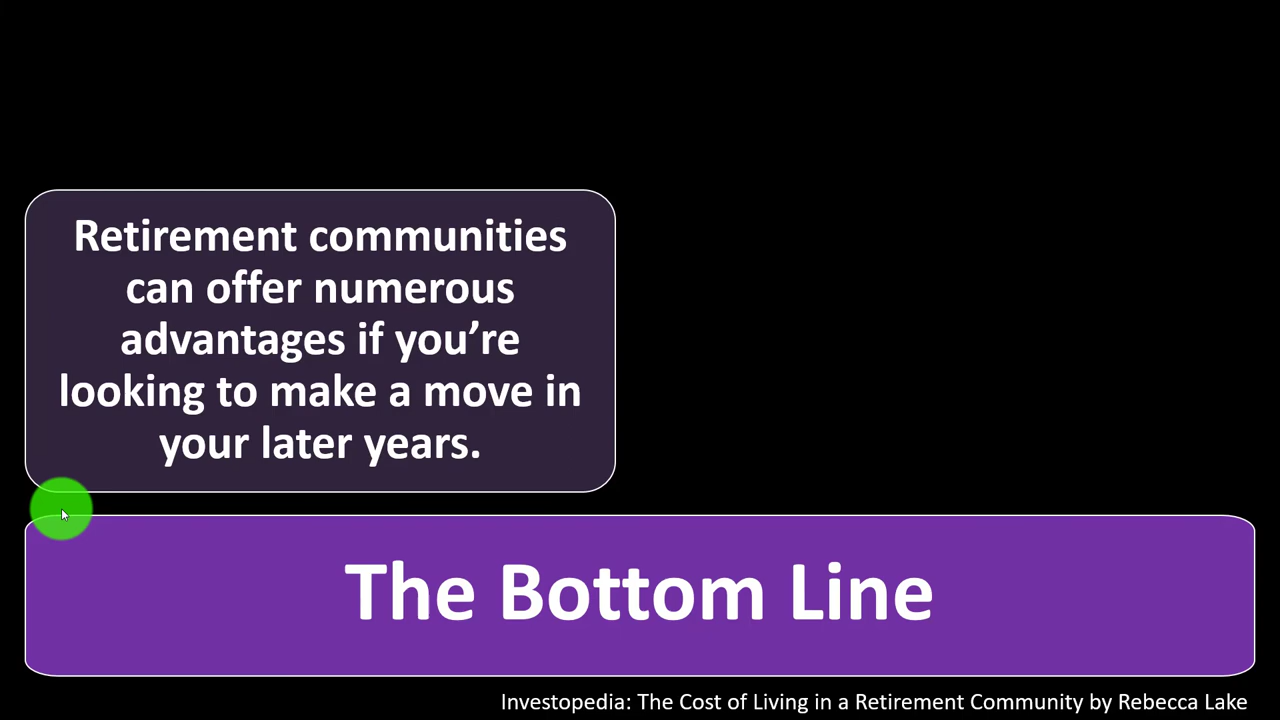 Retirement communities
can offer numerous
advantages if you’re
looking to make a move in
your later years.
The Bottom Line
Investopedia: The Cost of Living in a Retirement Community by Rebecca Lake